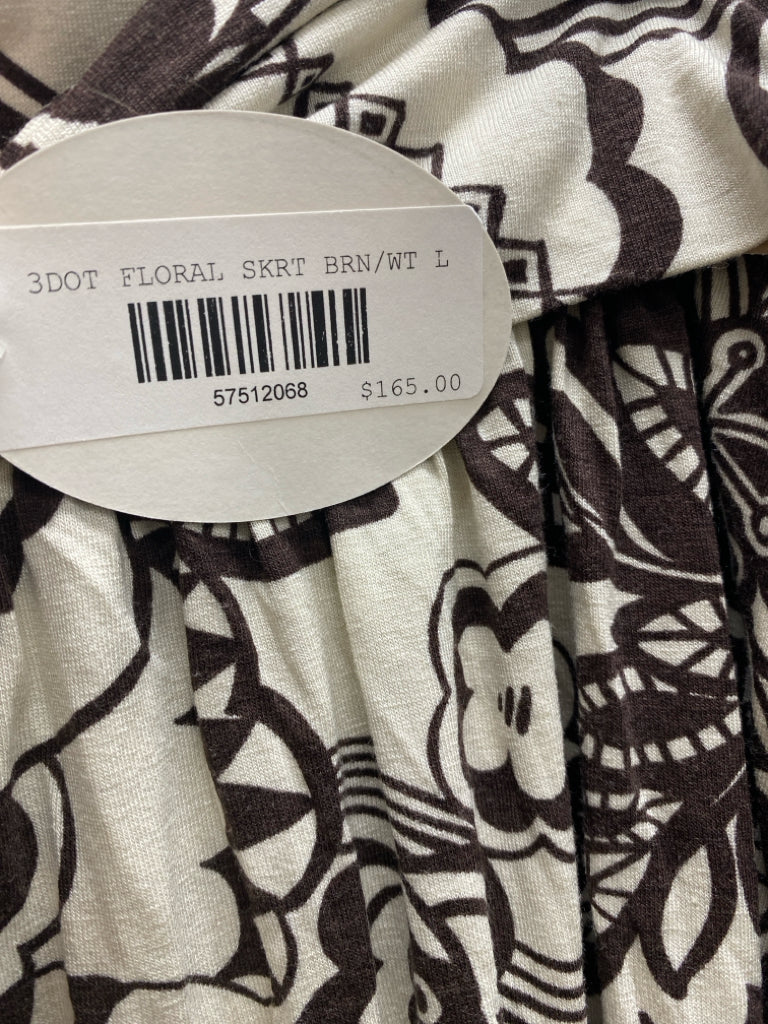 3DOT FLORAL SKRT BRN/WT L
57512068 $165.00